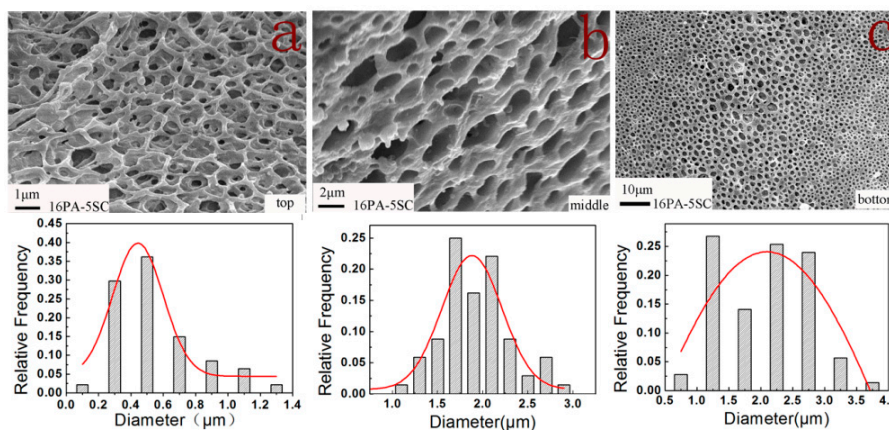 a
1μm
16PA-5SC
top
b
2μm
16PA-5SC
middle
c
10μm
16PA-5SC
bottom
Relative Frequency
0.45
0.40
0.35
0.30
0.25
0.20
0.15
0.10
0.05
0.00
0.0 0.2 0.4 0.6 0.8 1.0 1.2 1.4
Diameter（μm）
Relative Frequency
0.25
0.20
0.15
0.10
0.05
0.00
1.0 1.5 2.0 2.5 3.0
Diameter(μm)
Relative Frequency
0.25
0.20
0.15
0.10
0.05
0.00
0.5 1.0 1.5 2.0 2.5 3.0 3.5 4.
Diameter(μm)